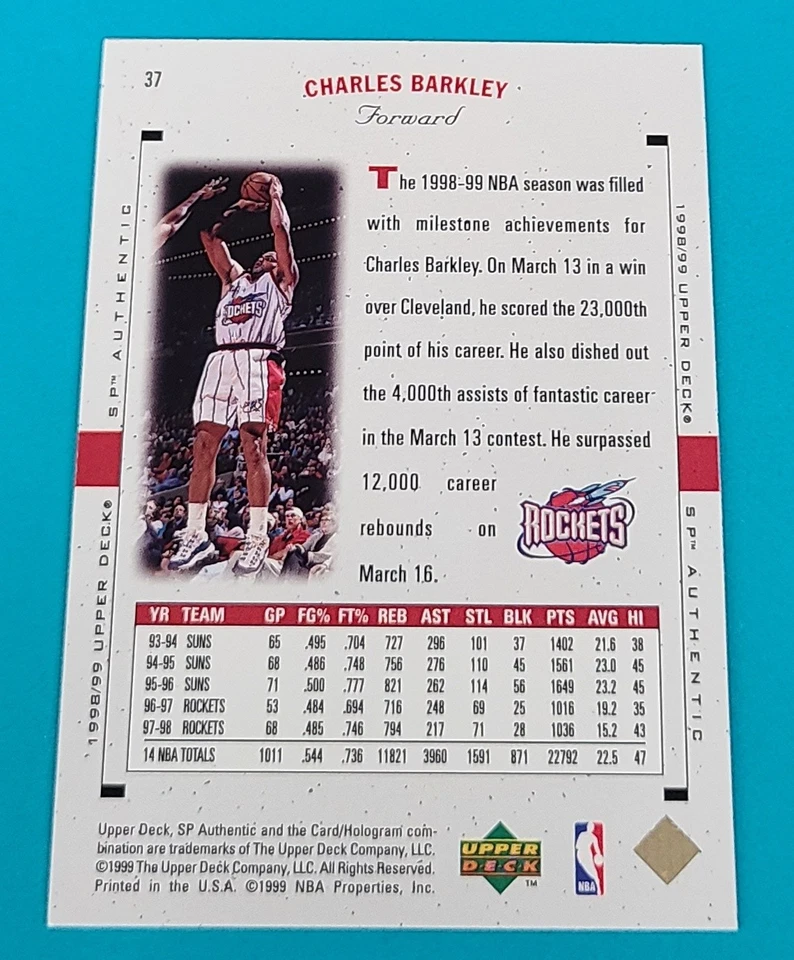 37
CHARLES BARKLEY
Forward
The 1998-99 NBA season was filled
with milestone achievements for
Charles Barkley. On March 13 in a win
over Cleveland, he scored the 23,000th
point of his career. He also dished out
the 4,000th assists of fantastic career
in the March 13 contest. He surpassed
12,000 career
rebounds on
March 16.
ROCKETS
ROCKETS
SP™ AUTHENTIC
1998/99 UPPER DECK®
1998/99 UPPER DECK®
SP™ AUTHENTIC
YR TEAM GP FG% FT% REB AST STL BLK PTS AVG HI
93-94 SUNS 65 .495 .704 727 296 101 37 1402 21.6 38
94-95 SUNS 68 .486 .748 756 276 110 45 1561 23.0 45
95-96 SUNS 71 .500 .777 821 262 114 56 1649 23.2 45
96-97 ROCKETS 53 .484 .694 716 248 69 25 1016 19.2 35
97-98 ROCKETS 68 .485 .746 794 217 71 28 1036 15.2 43
14 NBA TOTALS 1011 .544 .736 11821 3960 1591 871 22792 22.5 47
Upper Deck, SP Authentic and the Card/Hologram com-
bination are trademarks of The Upper Deck Company, LLC.
©1999 The Upper Deck Company, LLC. All Rights Reserved.
Printed in the U.S.A. ©1999 NBA Properties, Inc.
UPPER
DECK
™
NBA